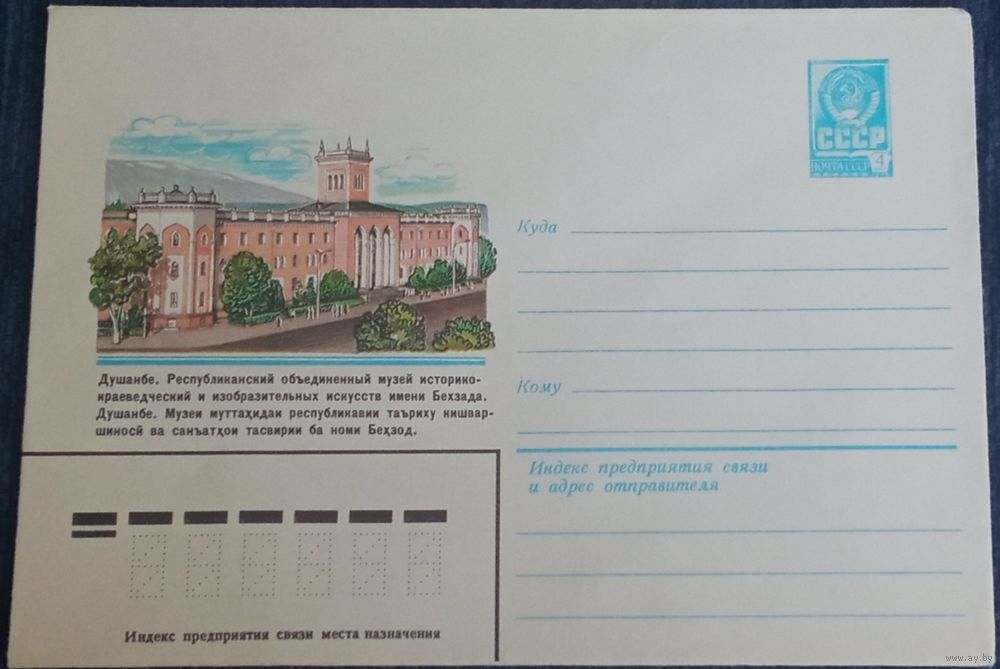 СССР
ПОЧТА СССР 4
Душанбе. Республиканский объединенный музей историко-
краеведческий и изобразительных искусств имени Бехзада.
Душанбе. Музеи муттаҳидаи республикавии таъриху кишвар-
шиносӣ ва санъатҳои тасвирии ба номи Беҳзод.
Куда
Кому
Индекс предприятия связи
и адрес отправителя
Индекс предприятия связи места назначения
www.ay.by